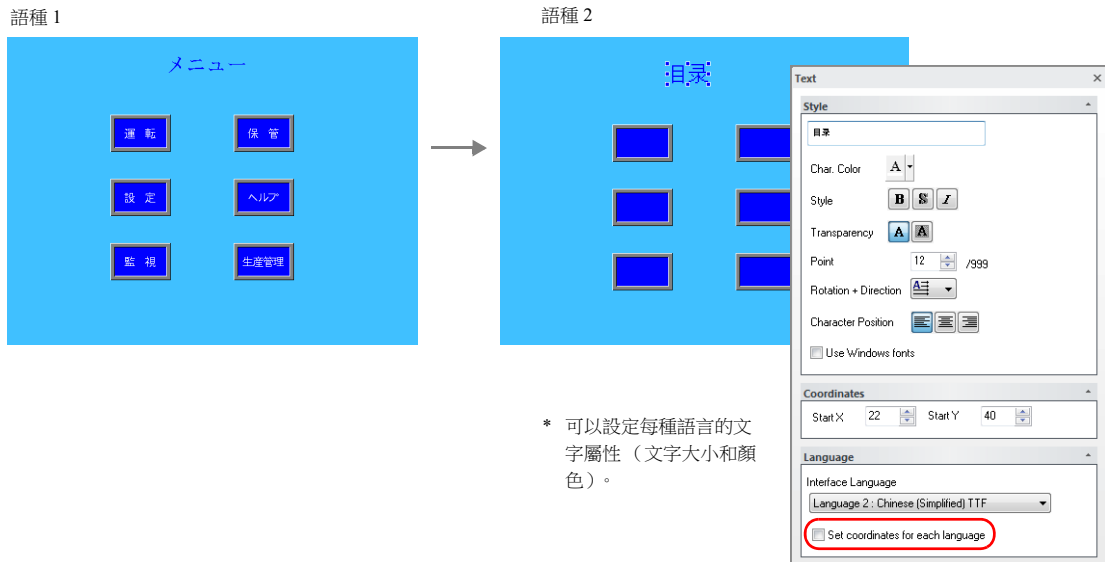 語種 1
メニュー
運 転
保 管
設 定
ヘルプ
監 視
生産管理
語種 2
目录
* 可以設定每種語言的文
字屬性（文字大小和顏
色）。
Text
Style
目录
Char. Color A
Style B S I
Transparency A A
Point 12 /999
Rotation + Direction A
Character Position
Use Windows fonts
Coordinates
Start X 22 Start Y 40
Language
Interface Language
Language 2 : Chinese (Simplified) TTF
Set coordinates for each language